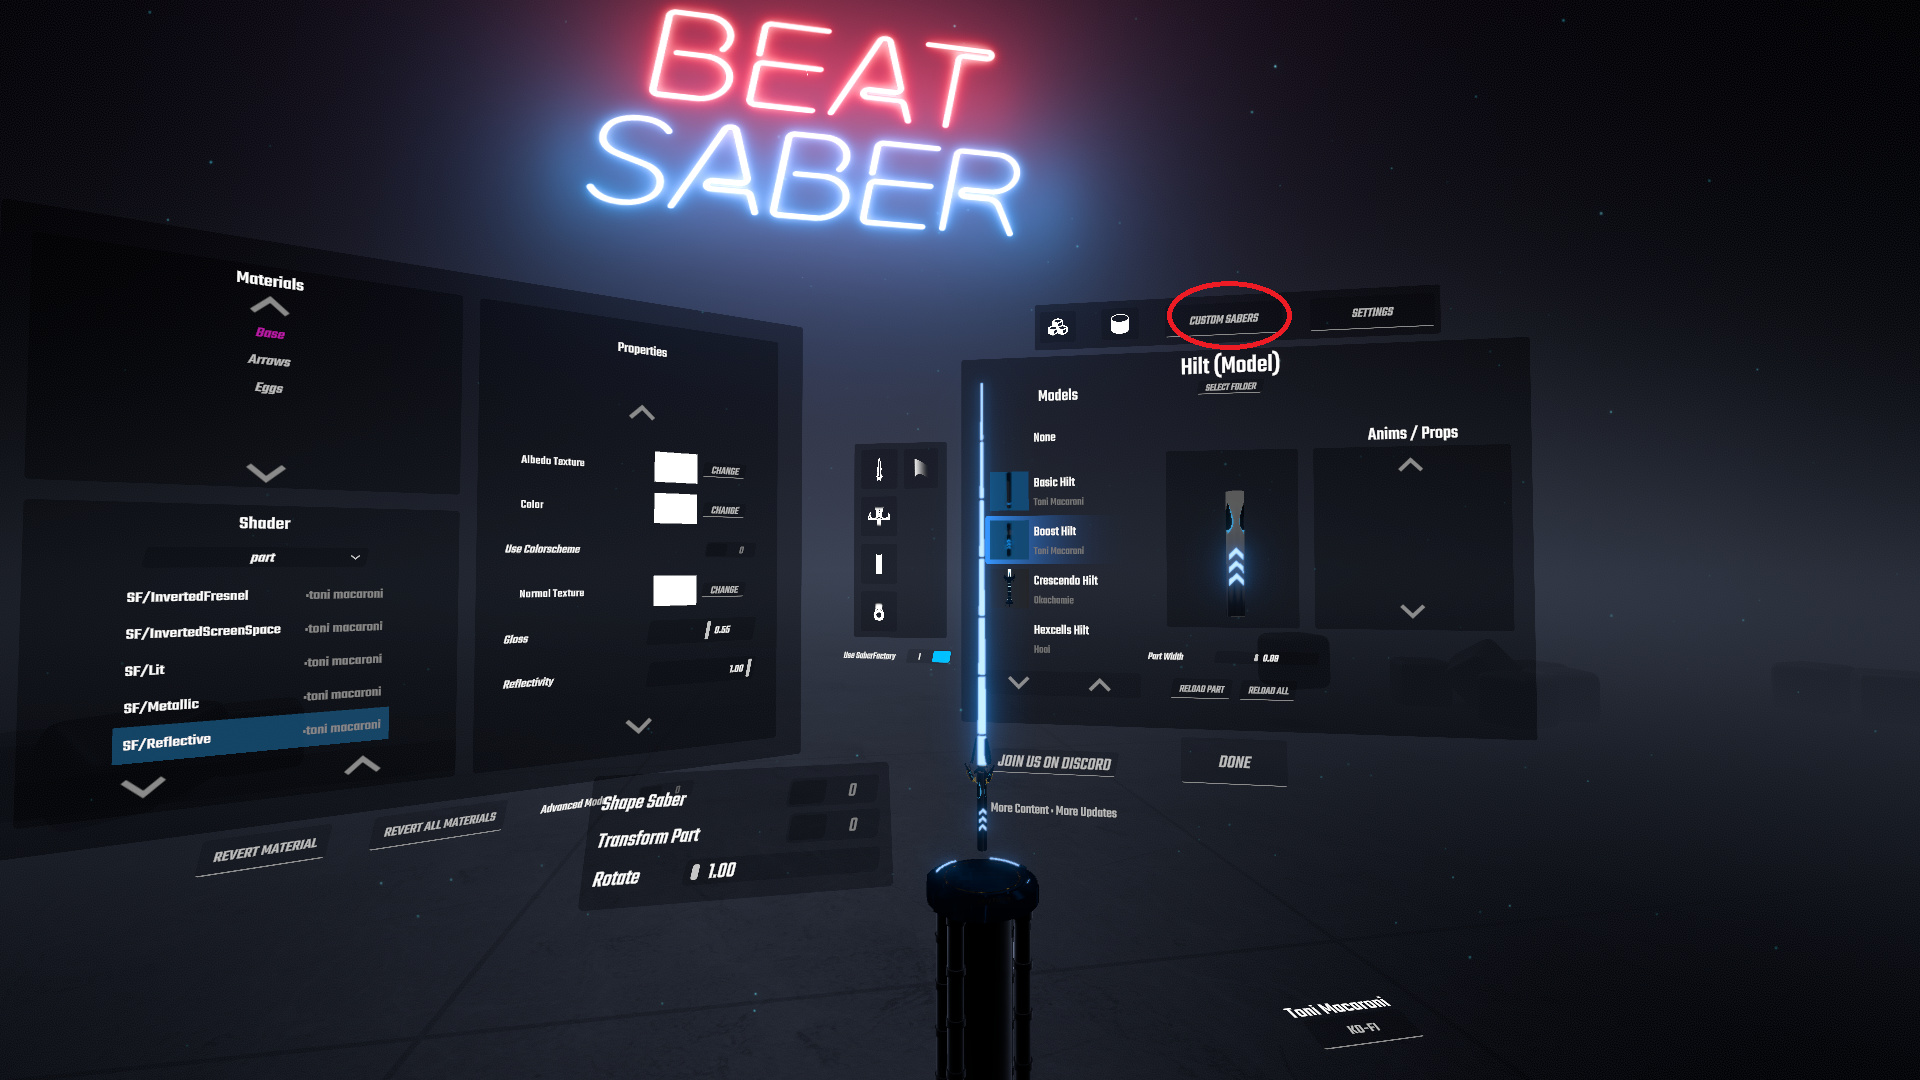 BEAT
SABER
Materials
Base
Arrows
Eggs
Shader
part
SF/InvertedFresnel -toni macaroni
SF/InvertedScreenSpace -toni macaroni
SF/Lit -toni macaroni
SF/Metallic -toni macaroni
SF/Reflective -toni macaroni
REVERT MATERIAL
REVERT ALL MATERIALS
Properties
Albedo Texture CHANGE
Color CHANGE
Use Colorscheme 0
Normal Texture CHANGE
Gloss 0.55
Reflectivity 1.00
Shape Saber 0
Transform Part 0
Rotate 1.00
Use SaberFactory I
CUSTOM SABERS
SETTINGS
Hilt (Model)
SELECT FOLDER
Models
None
Basic Hilt
Toni Macaroni
Boost Hilt
Toni Macaroni
Crescendo Hilt
Okachomie
Hexcells Hilt
Hooi
Anims / Props
Part Width 0.09
RELOAD PART
RELOAD ALL
JOIN US ON DISCORD
DONE
More Content • More Updates
Toni Macaroni
KO-FI